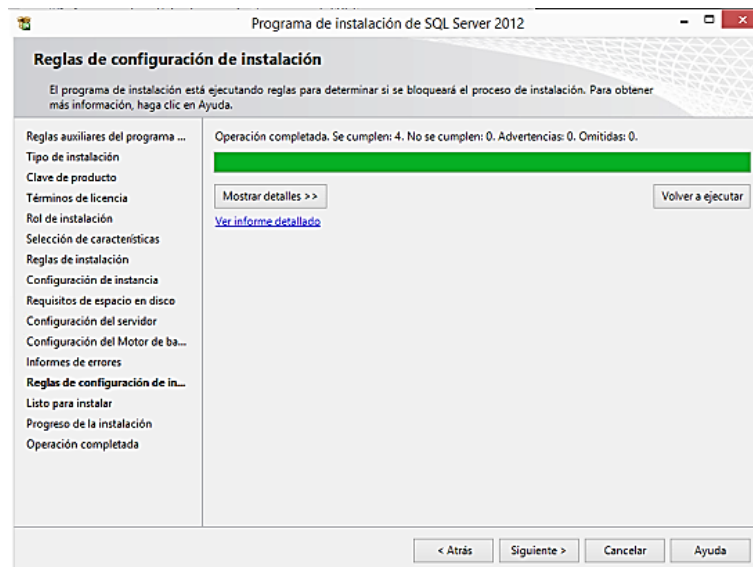 Programa de instalación de SQL Server 2012
Reglas de configuración de instalación
El programa de instalación está ejecutando reglas para determinar si se bloqueará el proceso de instalación. Para obtener
más información, haga clic en Ayuda.
Reglas auxiliares del programa ...
Tipo de instalación
Clave de producto
Términos de licencia
Rol de instalación
Selección de características
Reglas de instalación
Configuración de instancia
Requisitos de espacio en disco
Configuración del servidor
Configuración del Motor de ba...
Informes de errores
Reglas de configuración de in...
Listo para instalar
Progreso de la instalación
Operación completada
Operación completada. Se cumplen: 4. No se cumplen: 0. Advertencias: 0. Omitidas: 0.
Mostrar detalles >>
Volver a ejecutar
Ver informe detallado
< Atrás
Siguiente >
Cancelar
Ayuda